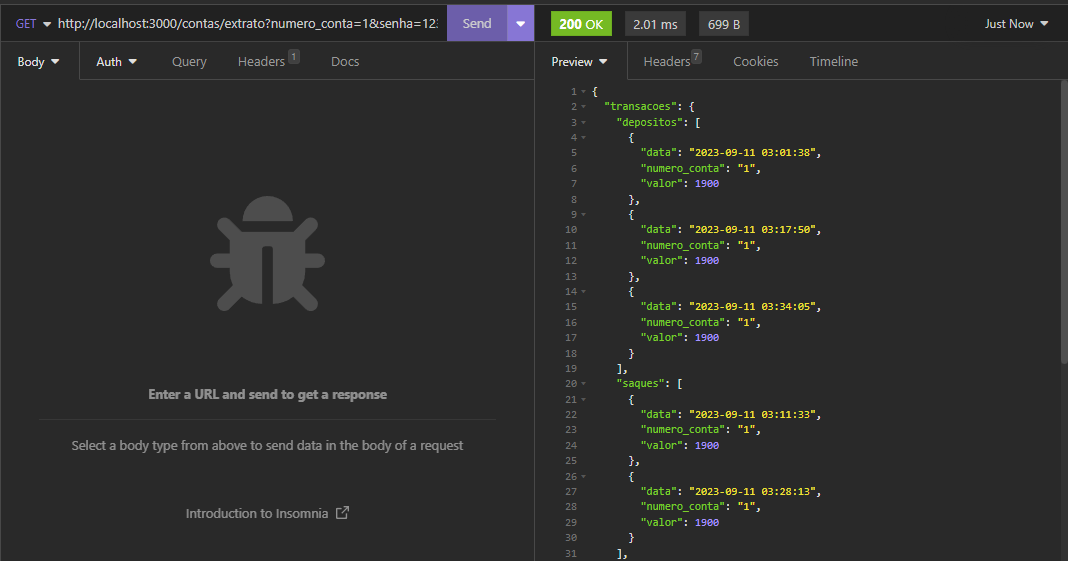 GET http://localhost:3000/contas/extrato?numero_conta=1&senha=123 Send 200 OK 2.01 ms 699 B Just Now
Body Auth Query Headers 1 Docs Preview Headers 7 Cookies Timeline
1 {
2 "transacoes": {
3 "depositos": [
4 {
5 "data": "2023-09-11 03:01:38",
6 "numero_conta": "1",
7 "valor": 1900
8 },
9 {
10 "data": "2023-09-11 03:17:50",
11 "numero_conta": "1",
12 "valor": 1900
13 },
14 {
15 "data": "2023-09-11 03:34:05",
16 "numero_conta": "1",
17 "valor": 1900
18 }
19 ],
20 "saques": [
21 {
22 "data": "2023-09-11 03:11:33",
23 "numero_conta": "1",
24 "valor": 1900
25 },
26 {
27 "data": "2023-09-11 03:28:13",
28 "numero_conta": "1",
29 "valor": 1900
30 }
31 ],
Enter a URL and send to get a response
Select a body type from above to send data in the body of a request
Introduction to Insomnia